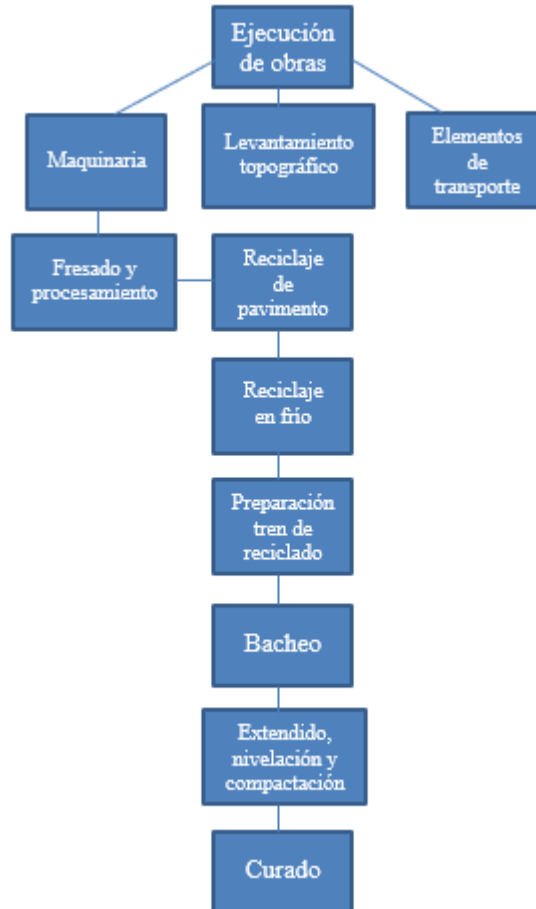 Ejecución
de obras
Maquinaria
Levantamiento
topográfico
Elementos
de
transporte
Fresado y
procesamiento
Reciclaje
de
pavimento
Reciclaje
en frío
Preparación
tren de
reciclado
Bacheo
Extendido,
nivelación y
compactación
Curado